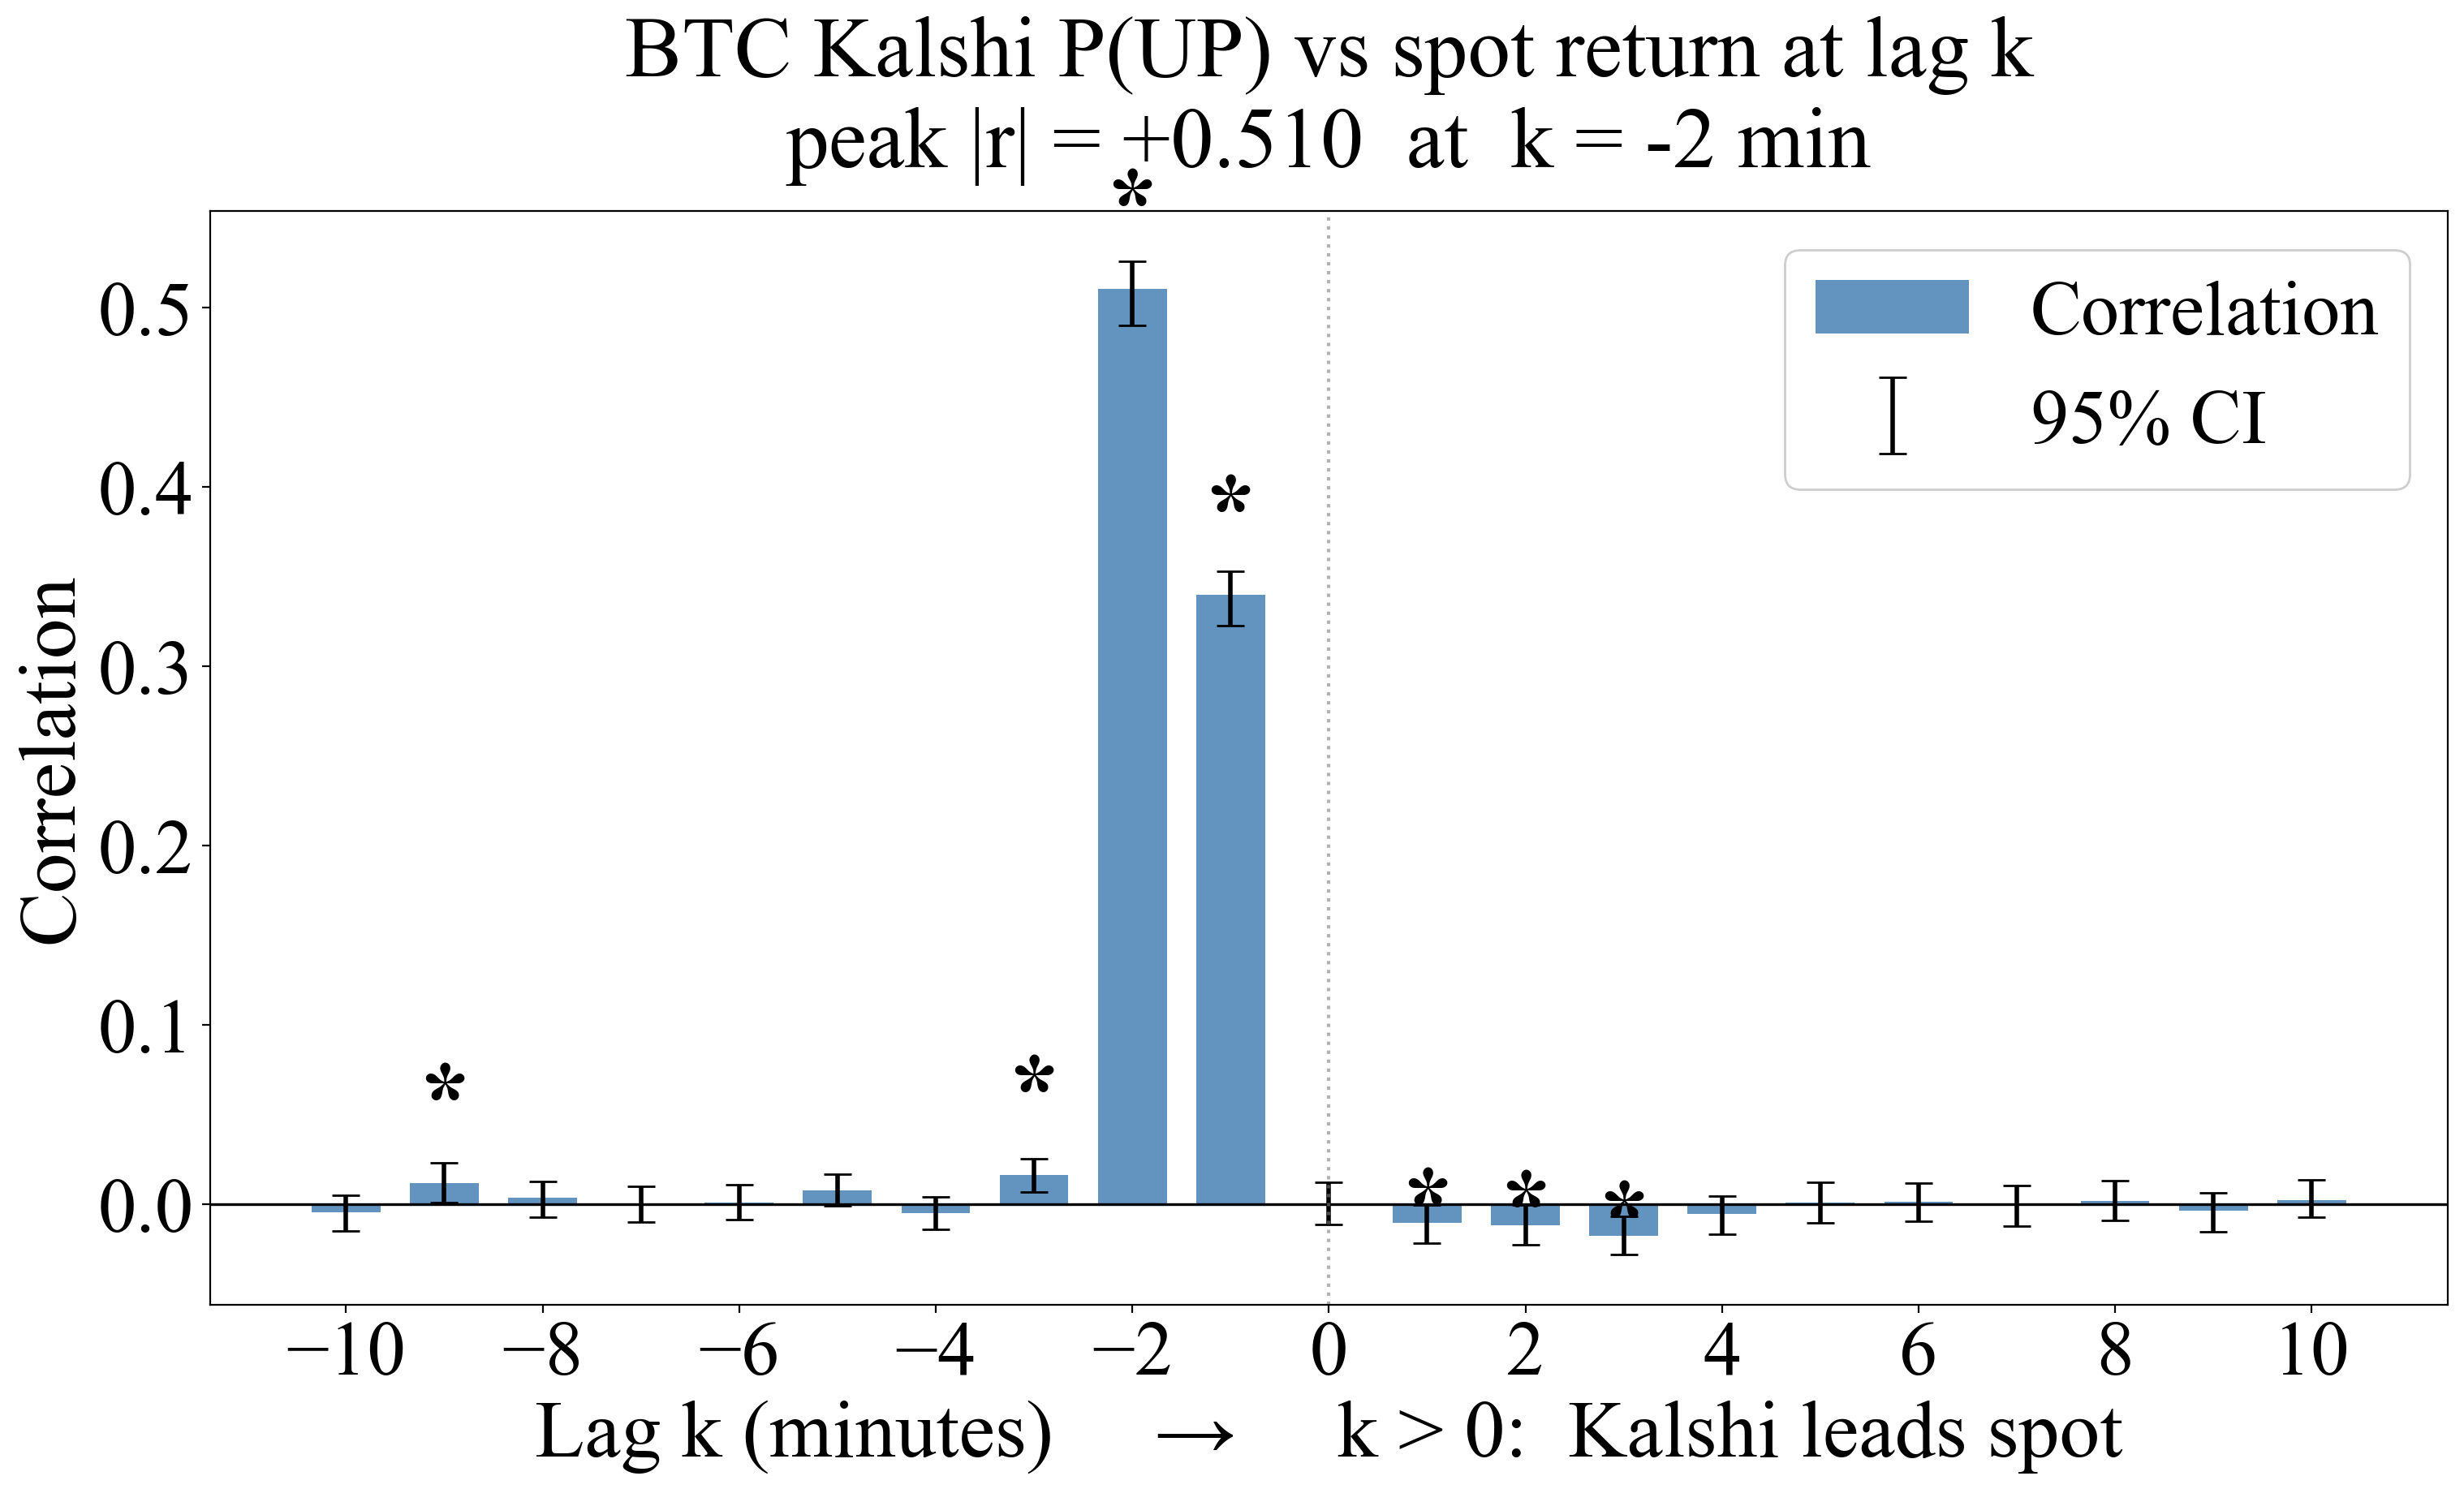 BTC Kalshi P(UP) vs spot return at lag k
peak |r| = +0.510 at k = -2 min
*
Correlation
95% CI
0.5
0.4
0.3
0.2
0.1
0.0
Correlation
*
*
*
*
*
*
−10 −8 −6 −4 −2 0 2 4 6 8 10
Lag k (minutes) → k > 0: Kalshi leads spot